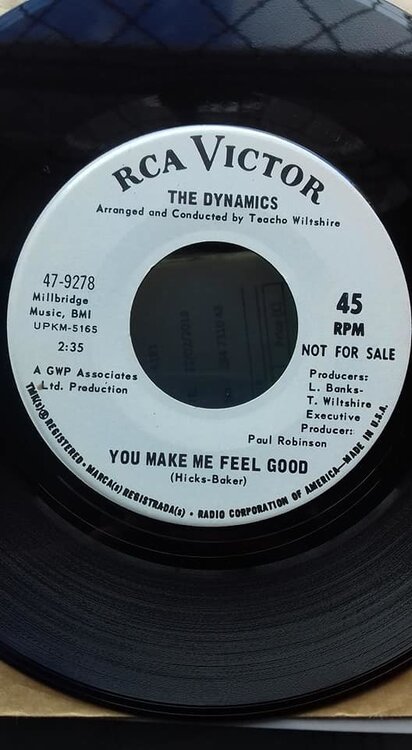 RCA VICTOR
THE DYNAMICS
Arranged and Conducted by Teacho Wiltshire
47-9278
Millbridge
Music, BMI
UPKM-5165
2:35
A GWP Associates
Ltd. Production
45
RPM
NOT FOR SALE
Producers:
L. Banks-
T. Wiltshire
Executive
Producer:
Paul Robinson
YOU MAKE ME FEEL GOOD
(Hicks-Baker)
TMK(s) ® REGISTERED • MARCA(s) REGISTRADA(s) • RADIO CORPORATION OF AMERICA—MADE IN U.S.A.